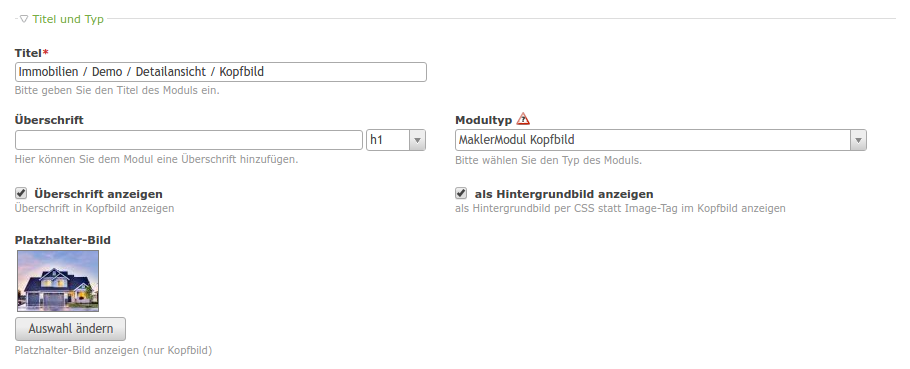 Titel und Typ
Titel*
Immobilien / Demo / Detailansicht / Kopfbild
Bitte geben Sie den Titel des Moduls ein.
Überschrift
h1
Hier können Sie dem Modul eine Überschrift hinzufügen.
Modultyp
MaklerModul Kopfbild
Bitte wählen Sie den Typ des Moduls.
Überschrift anzeigen
Überschrift in Kopfbild anzeigen
als Hintergrundbild anzeigen
als Hintergrundbild per CSS statt Image-Tag im Kopfbild anzeigen
Platzhalter-Bild
Auswahl ändern
Platzhalter-Bild anzeigen (nur Kopfbild)